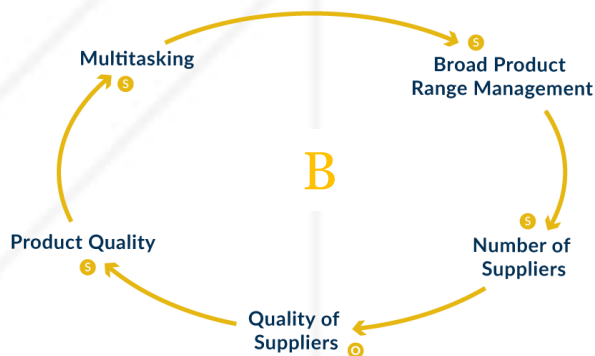 Multitasking
S
S
Broad Product
Range Management
B
S
Number of
Suppliers
Product Quality
S
Quality of
Suppliers
O